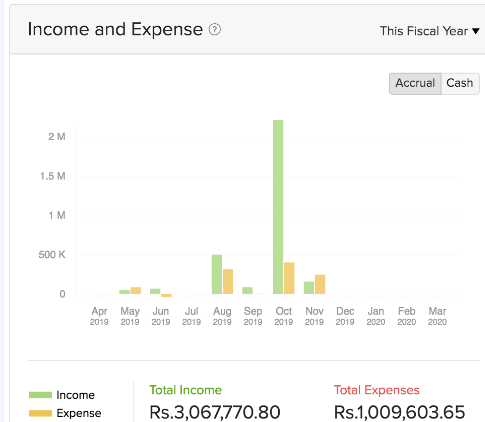 Income and Expense ?
This Fiscal Year ▼
Accrual Cash
2 M
1.5 M
1 M
500 K
0
Apr May Jun Jul Aug Sep Oct Nov Dec Jan Feb Mar
2019 2019 2019 2019 2019 2019 2019 2019 2019 2020 2020 2020
Income
Expense
Total Income
Rs.3,067,770.80
Total Expenses
Rs.1,009,603.65